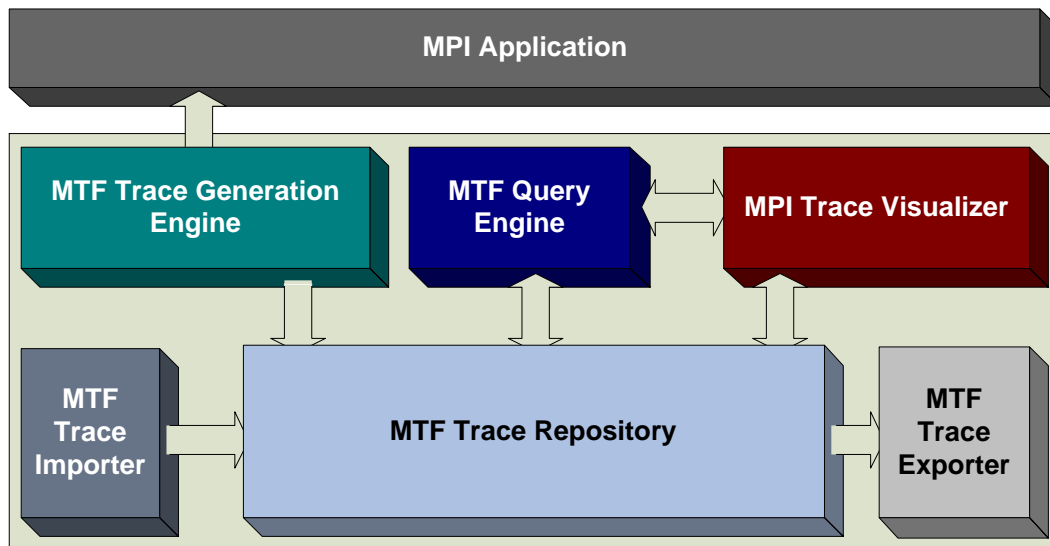 MPI Application
MTF Trace Generation
Engine
MTF Query
Engine
MPI Trace Visualizer
MTF
Trace
Importer
MTF Trace Repository
MTF
Trace
Exporter